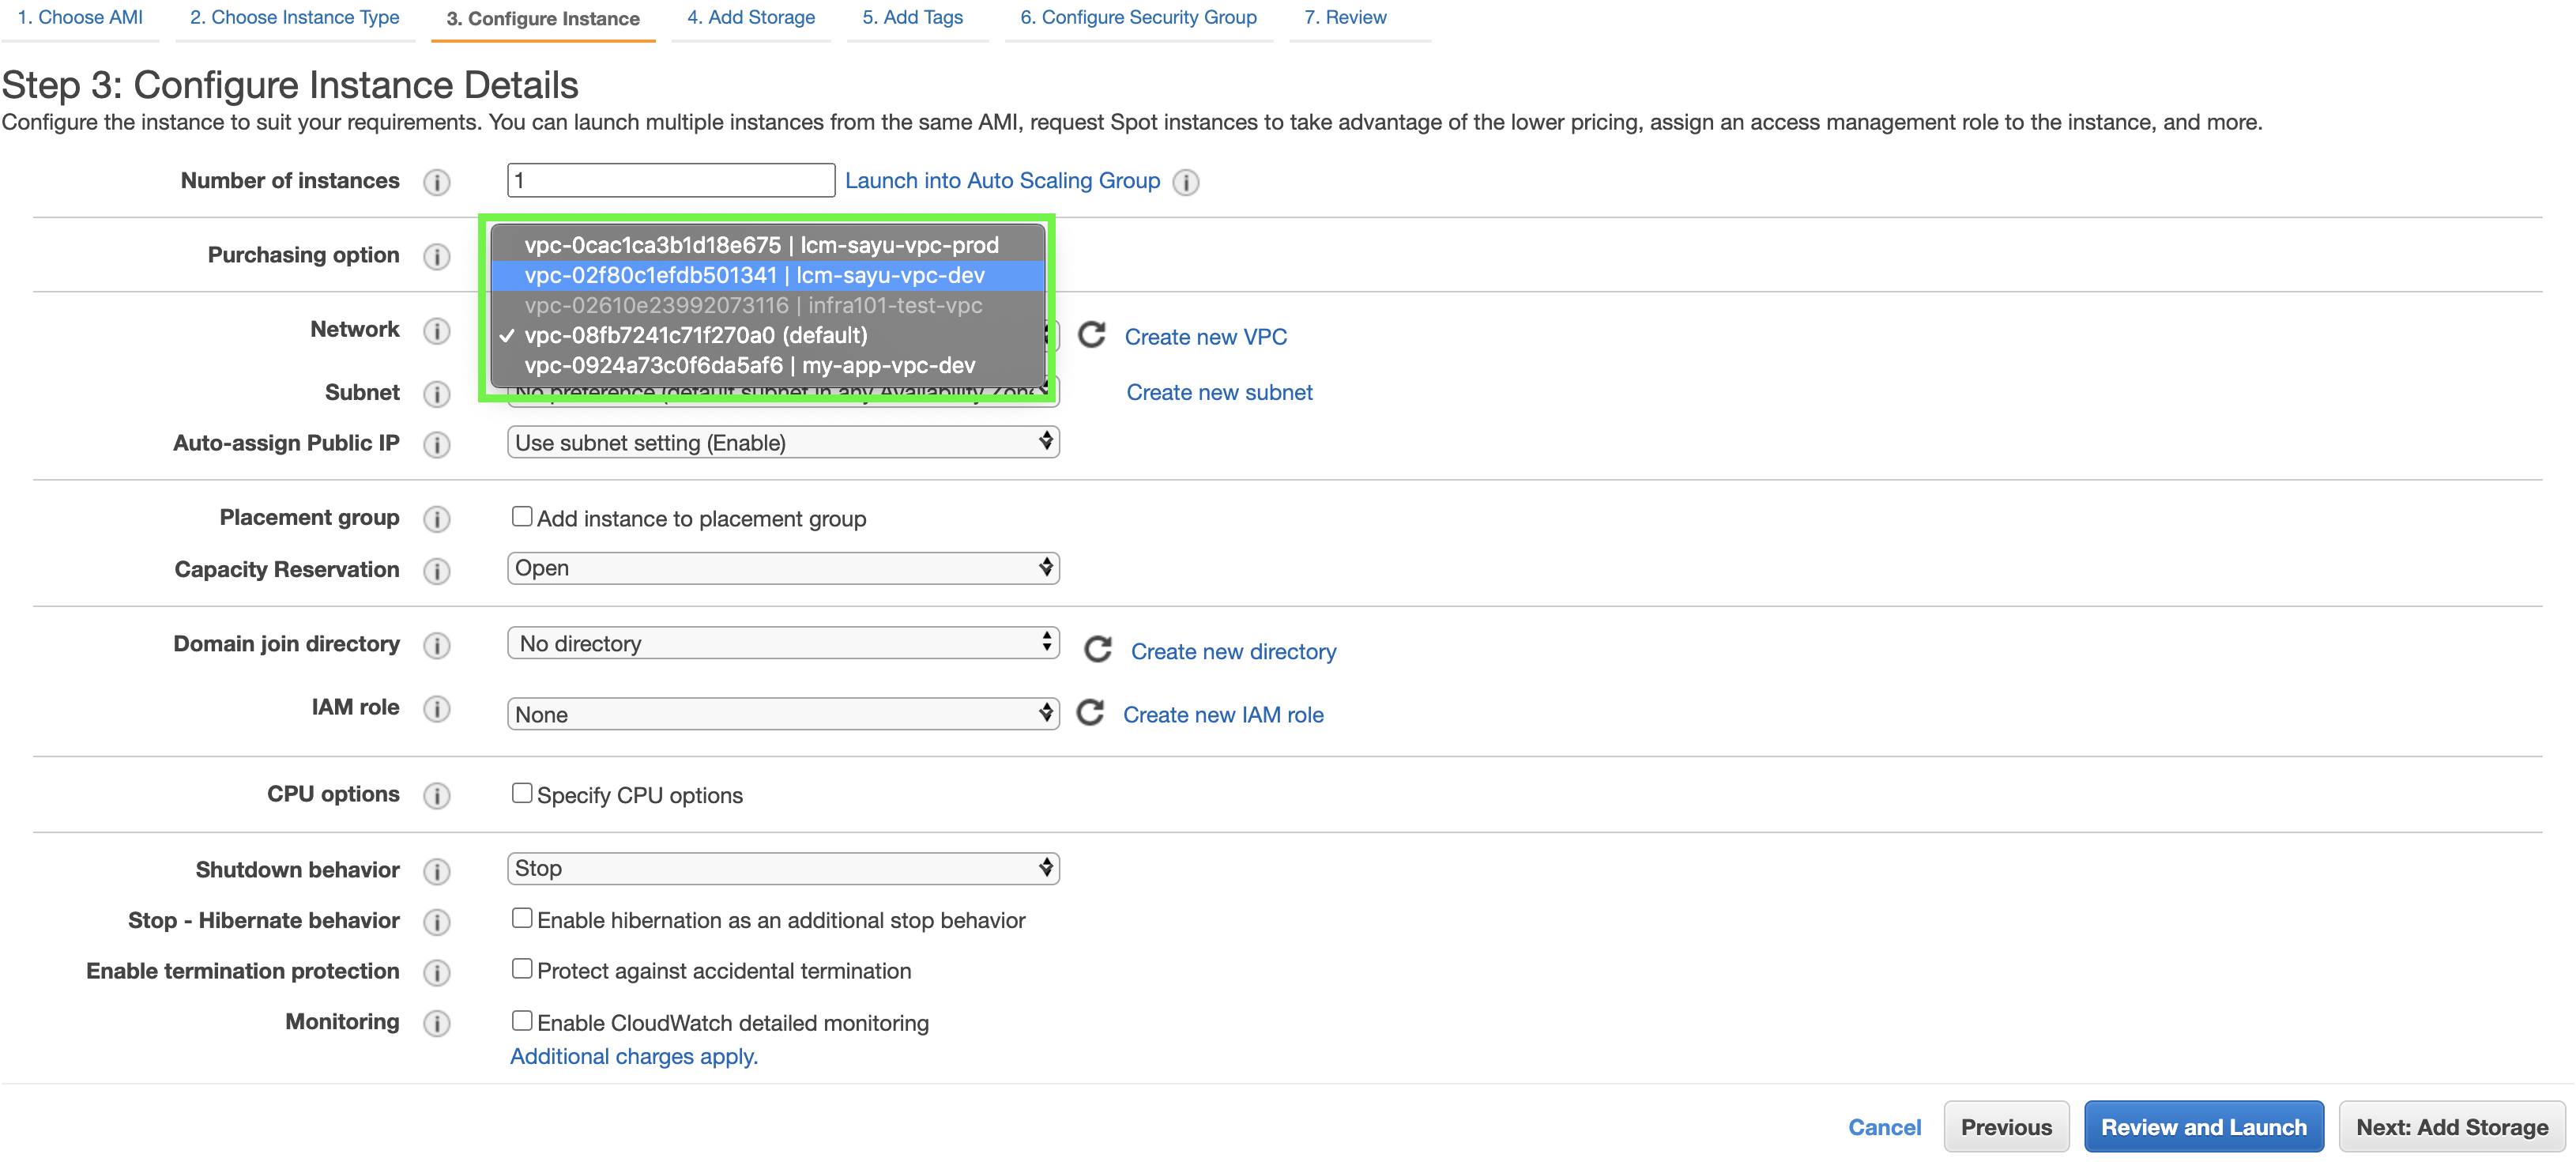 1. Choose AMI
2. Choose Instance Type
3. Configure Instance
4. Add Storage
5. Add Tags
6. Configure Security Group
7. Review
Step 3: Configure Instance Details
Configure the instance to suit your requirements. You can launch multiple instances from the same AMI, request Spot instances to take advantage of the lower pricing, assign an access management role to the instance, and more.
Number of instances
1
Launch into Auto Scaling Group
Purchasing option
vpc-0cac1ca3b1d18e675 | lcm-sayu-vpc-prod
vpc-02f80c1efdb501341 | lcm-sayu-vpc-dev
vpc-02610e23992073116 | infra101-test-vpc
Network
✓ vpc-08fb7241c71f270a0 (default)
Create new VPC
vpc-0924a73c0f6da5af6 | my-app-vpc-dev
Subnet
No preference (default subnet in any Availability Zone
Create new subnet
Auto-assign Public IP
Use subnet setting (Enable)
Placement group
Add instance to placement group
Capacity Reservation
Open
Domain join directory
No directory
Create new directory
IAM role
None
Create new IAM role
CPU options
Specify CPU options
Shutdown behavior
Stop
Stop - Hibernate behavior
Enable hibernation as an additional stop behavior
Enable termination protection
Protect against accidental termination
Monitoring
Enable CloudWatch detailed monitoring
Additional charges apply.
Cancel
Previous
Review and Launch
Next: Add Storage